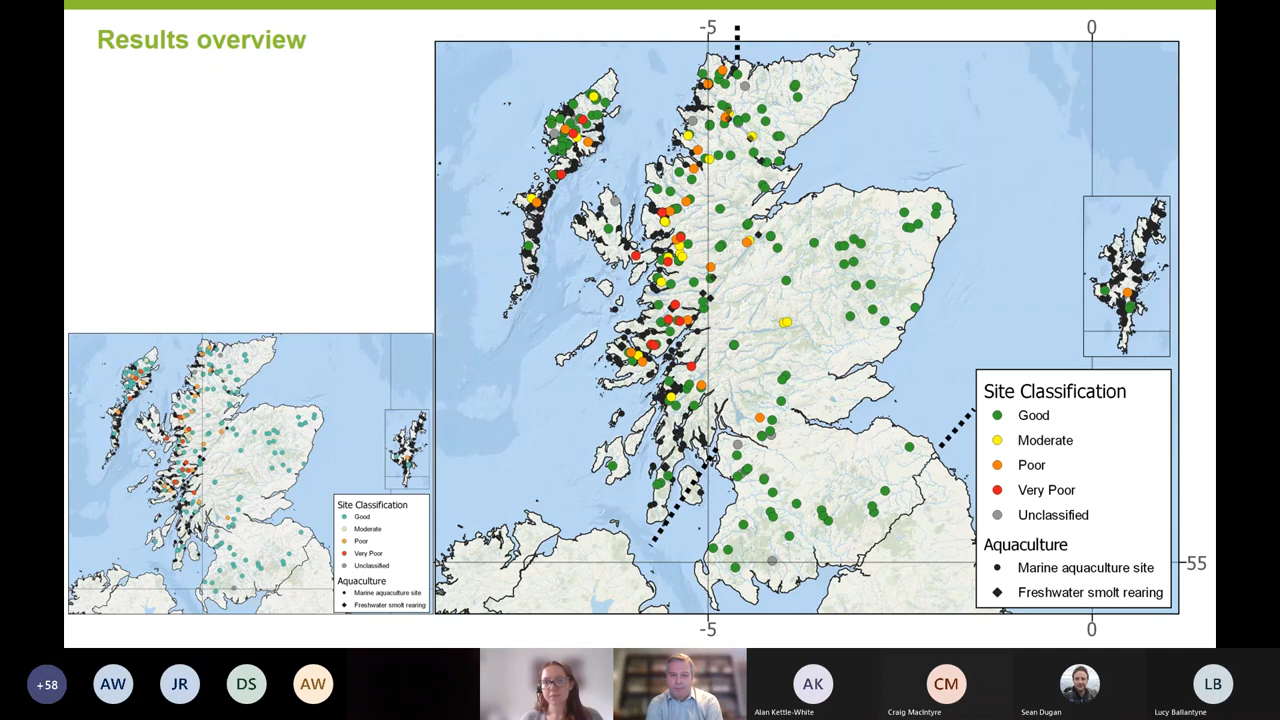 Results overview
-5
0
Site Classification
Good
Moderate
Poor
Very Poor
Unclassified
Aquaculture
Marine aquaculture site
Freshwater smolt rearing
55
-5
0
Site Classification
Good
Moderate
Poor
Very Poor
Unclassified
Aquaculture
Marine aquaculture site
Freshwater smolt rearing
+58
AW
JR
DS
AW
AK
Alan Kettle-White
CM
Craig MacIntyre
Sean Dugan
LB
Lucy Ballantyne